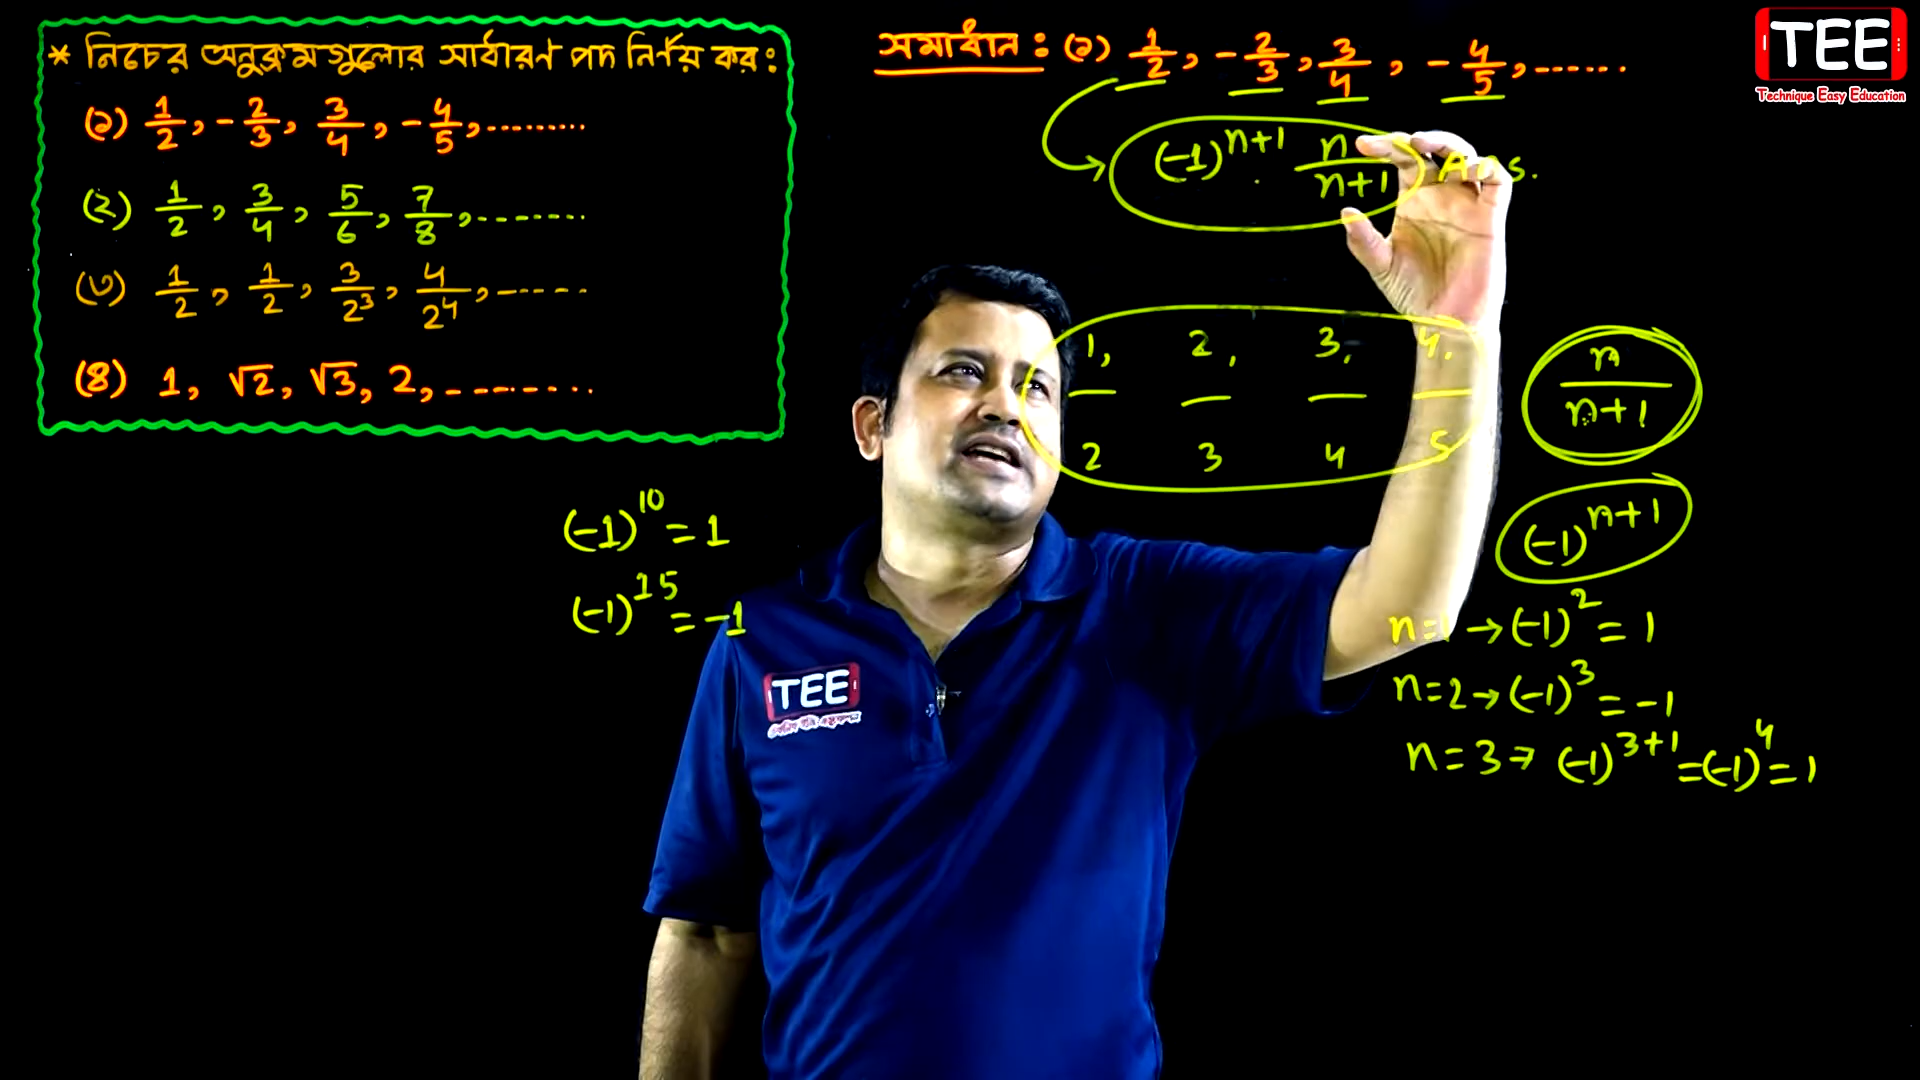 * নিচের অনুক্রমগুলোর সাধারণ পদ নির্ণয় কর:
(১) 1/2, -2/3, 3/4, -4/5, .........
(২) 1/2, 3/4, 5/6, 7/8, ........
(৩) 1/2, 1/2, 3/2³, 4/2⁴, ......
(8) 1, √2, √3, 2, ........
সমাধান: (১) 1/2, -2/3, 3/4, -4/5, ......
(-1)ⁿ⁺¹ · n/n+1 Ans.
1, 2, 3, 4,
2 3 4 5
n/n+1
(-1)ⁿ⁺¹
(-1)¹⁰ = 1
(-1)¹⁵ = -1
n=1 → (-1)² = 1
n=2 → (-1)³ = -1
n=3 → (-1)³⁺¹ = (-1)⁴ = 1
TEE
Technique Easy Education
TEE